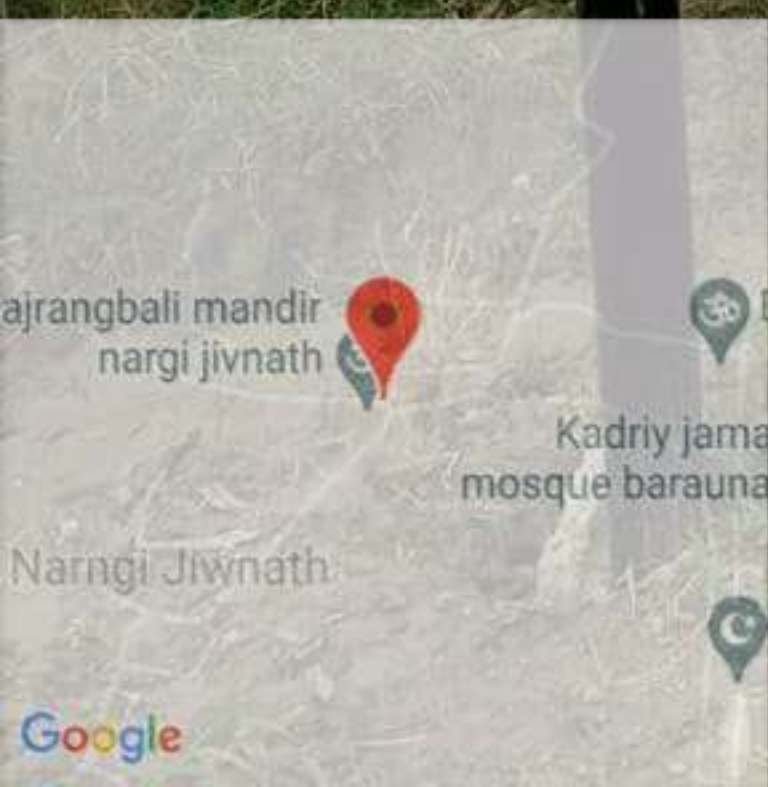 ajrangbali mandir
nargi jivnath
Kadriy jama
mosque barauna
Narngi Jiwnath
Google